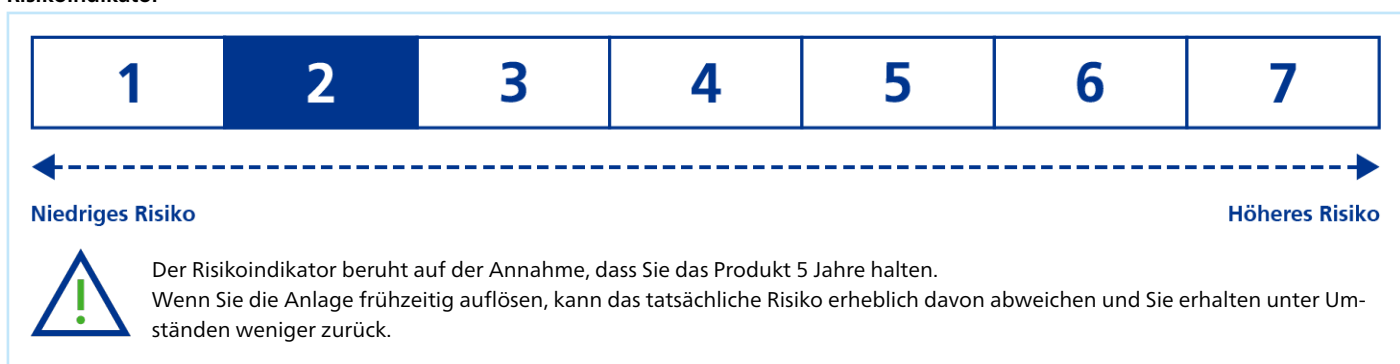 Risikoindikator
1 2 3 4 5 6 7
Niedriges Risiko Höheres Risiko
Der Risikoindikator beruht auf der Annahme, dass Sie das Produkt 5 Jahre halten.
Wenn Sie die Anlage frühzeitig auflösen, kann das tatsächliche Risiko erheblich davon abweichen und Sie erhalten unter Um-
ständen weniger zurück.